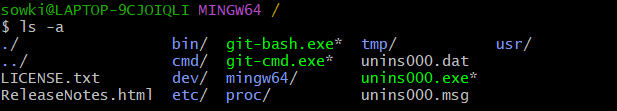 sowki@LAPTOP-9CJOIQLI MINGW64 /
$ ls -a
./ bin/ git-bash.exe* tmp/ usr/
../ cmd/ git-cmd.exe* unins000.dat
LICENSE.txt dev/ mingw64/ unins000.exe*
ReleaseNotes.html etc/ proc/ unins000.msg